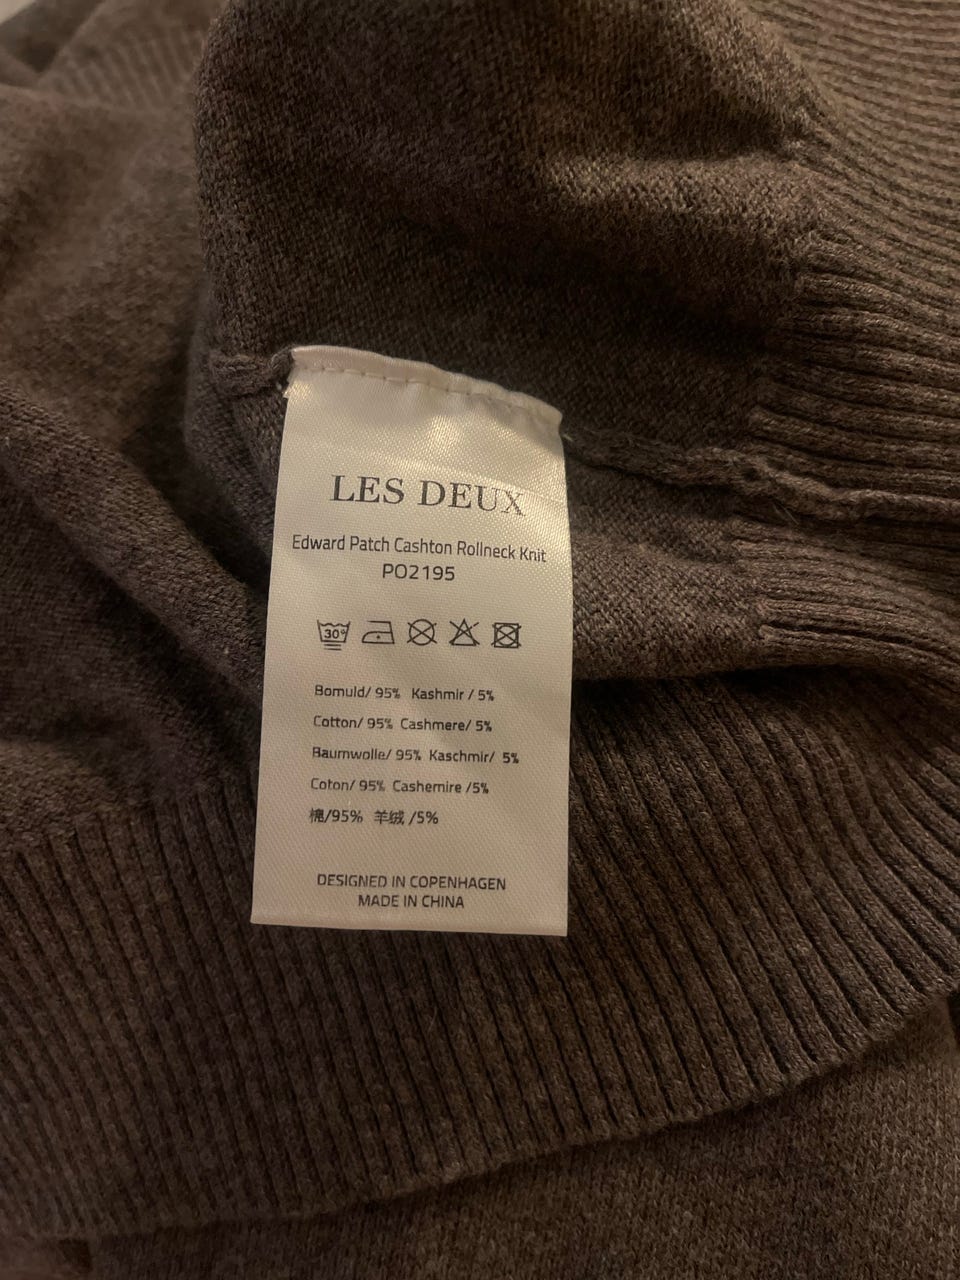 LES DEUX
Edward Patch Cashton Rollneck Knit
PO2195
30°
Bomuld/ 95% Kashmir / 5%
Cotton/ 95% Cashmere/ 5%
Baumwolle/ 95% Kaschmir/ 5%
Coton/ 95% Cashemire /5%
棉/95% 羊绒 /5%
DESIGNED IN COPENHAGEN
MADE IN CHINA